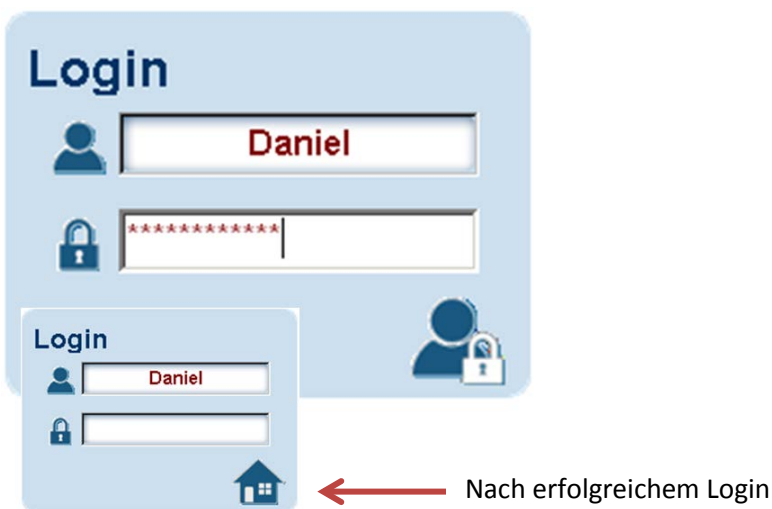 Login
Daniel
************
Login
Daniel
Nach erfolgreichem Login